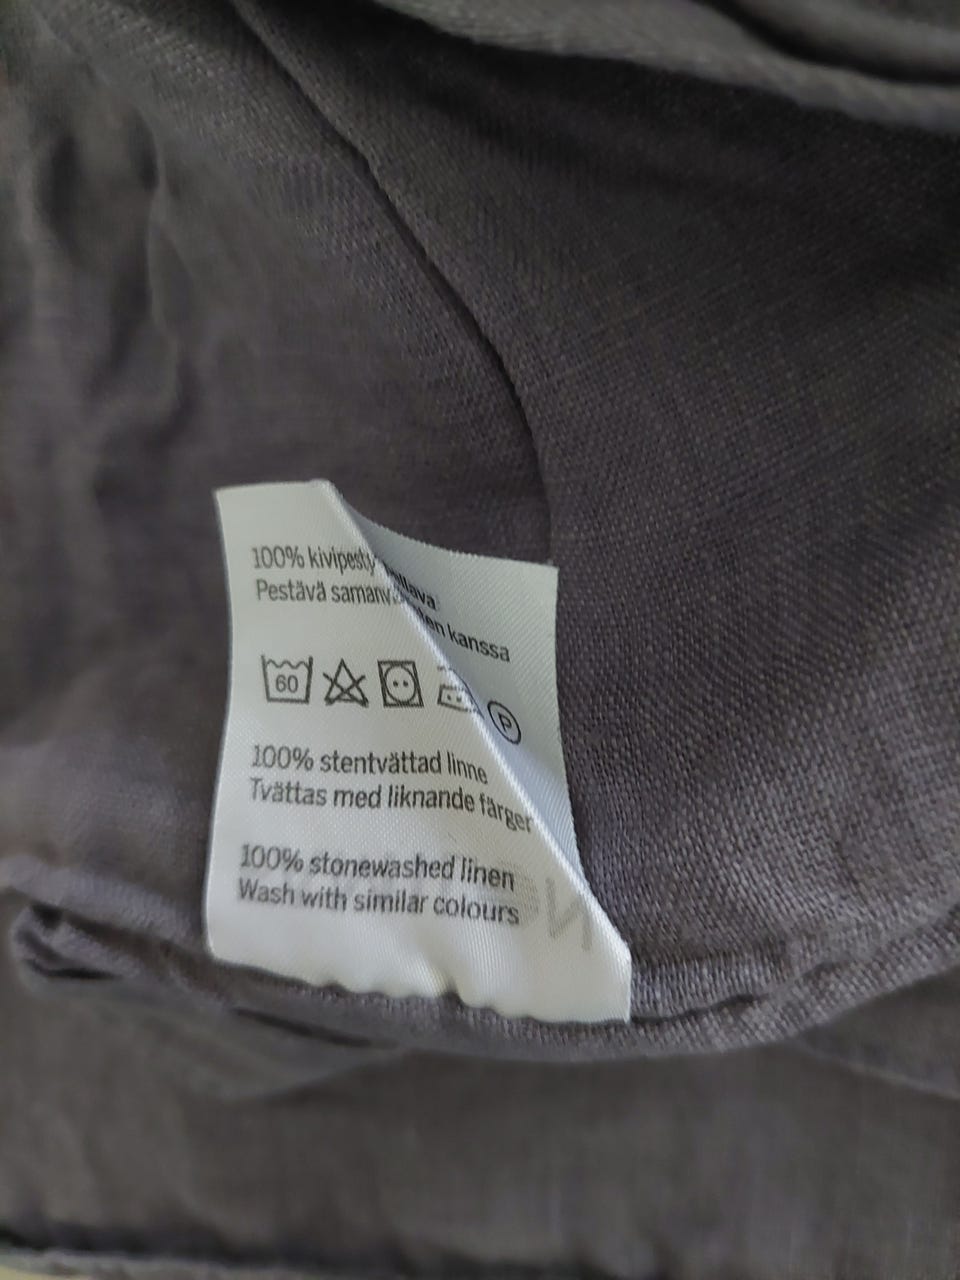 100% kivipesty
Pestävä kanssa
60 P
100% stentvättad linne
Tvättas med liknande färger
100% stonewashed linen
Wash with similar colours